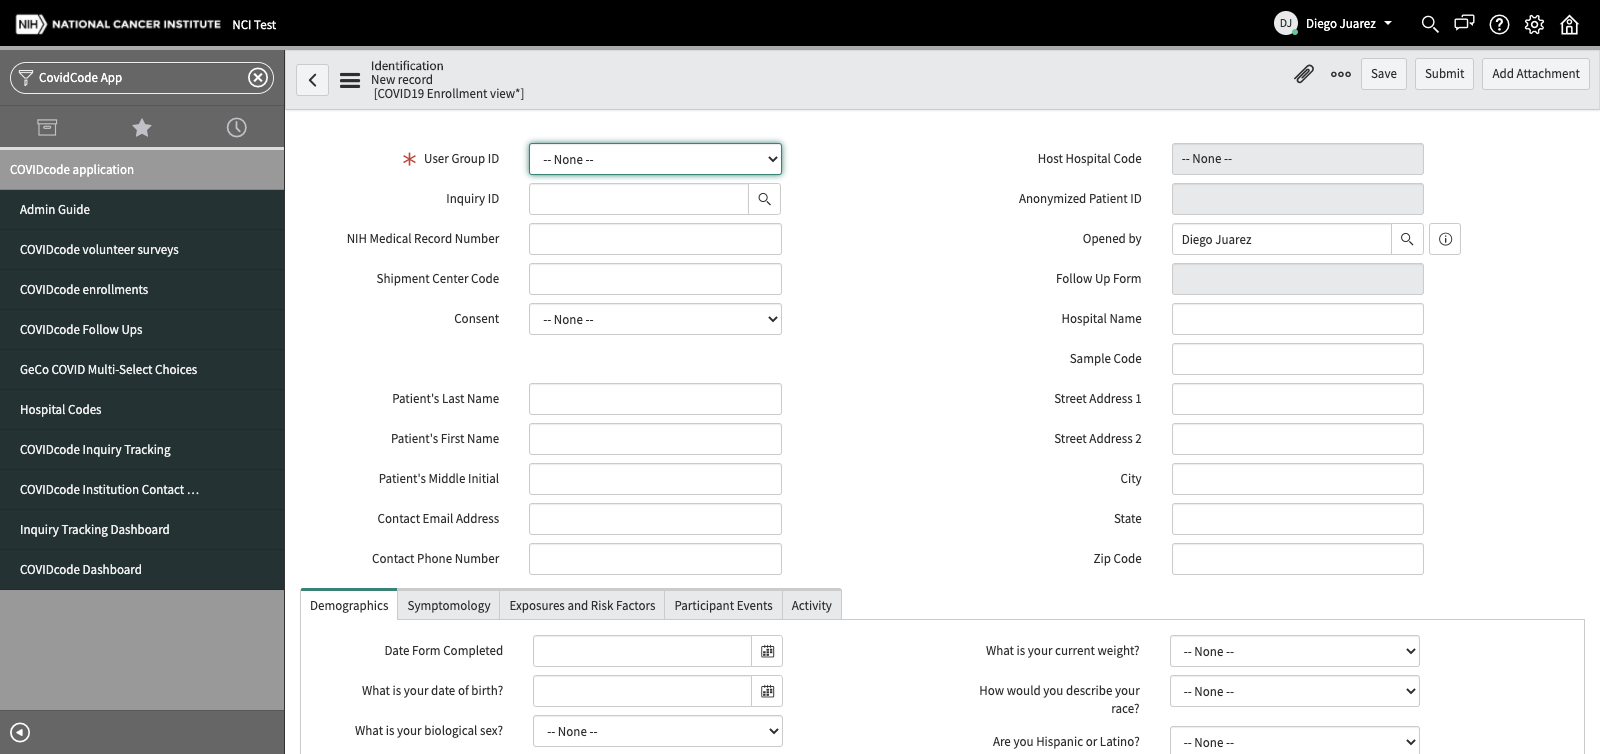 NIH NATIONAL CANCER INSTITUTE NCI Test
DJ Diego Juarez
CovidCode App
COVIDcode application
Admin Guide
COVIDcode volunteer surveys
COVIDcode enrollments
COVIDcode Follow Ups
GeCo COVID Multi-Select Choices
Hospital Codes
COVIDcode Inquiry Tracking
COVIDcode Institution Contact ...
Inquiry Tracking Dashboard
COVIDcode Dashboard
Identification
New record
[COVID19 Enrollment view*]
Save Submit Add Attachment
User Group ID -- None --
Inquiry ID
NIH Medical Record Number
Shipment Center Code
Consent -- None --
Patient's Last Name
Patient's First Name
Patient's Middle Initial
Contact Email Address
Contact Phone Number
Host Hospital Code -- None --
Anonymized Patient ID
Opened by Diego Juarez
Follow Up Form
Hospital Name
Sample Code
Street Address 1
Street Address 2
City
State
Zip Code
Demographics Symptomology Exposures and Risk Factors Participant Events Activity
Date Form Completed
What is your date of birth?
What is your biological sex? -- None --
What is your current weight? -- None --
How would you describe your -- None --
race?
Are you Hispanic or Latino? -- None --